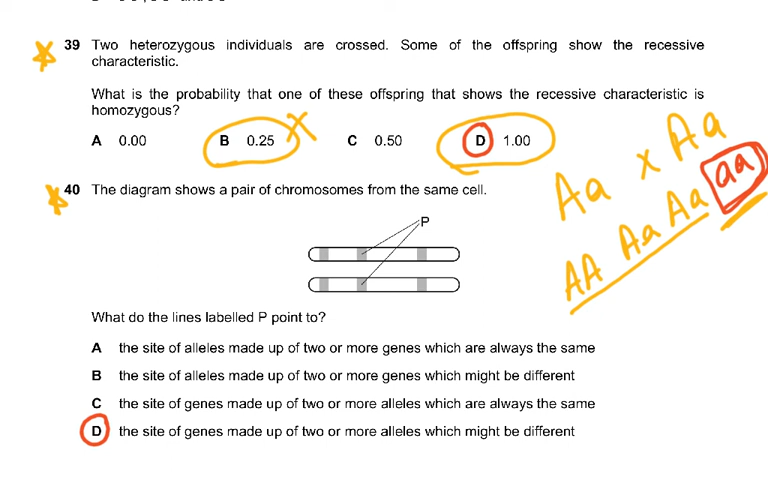 39 Two heterozygous individuals are crossed. Some of the offspring show the recessive
characteristic.
What is the probability that one of these offspring that shows the recessive characteristic is
homozygous?
A 0.00 B 0.25 X C 0.50 D 1.00
Aa x Aa
AA Aa Aa aa
40 The diagram shows a pair of chromosomes from the same cell.
P
What do the lines labelled P point to?
A the site of alleles made up of two or more genes which are always the same
B the site of alleles made up of two or more genes which might be different
C the site of genes made up of two or more alleles which are always the same
D the site of genes made up of two or more alleles which might be different